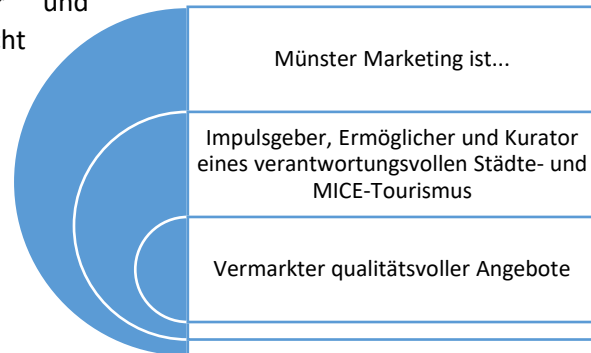 und
ht
Münster Marketing ist...
Impulsgeber, Ermöglicher und Kurator
eines verantwortungsvollen Städte- und
MICE-Tourismus
Vermarkter qualitätsvoller Angebote